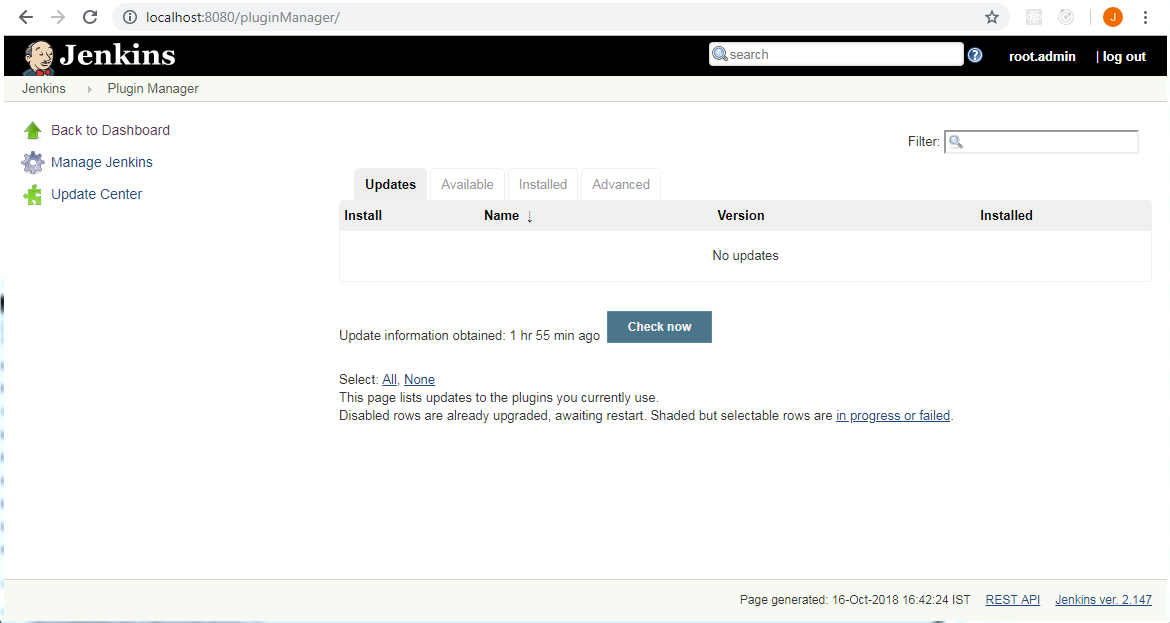 localhost:8080/pluginManager/
J
Jenkins
search
?
root.admin
| log out
Jenkins
Plugin Manager
Back to Dashboard
Manage Jenkins
Update Center
Filter:
Updates
Available
Installed
Advanced
Install
Name ↓
Version
Installed
No updates
Update information obtained: 1 hr 55 min ago
Check now
Select: All, None
This page lists updates to the plugins you currently use.
Disabled rows are already upgraded, awaiting restart. Shaded but selectable rows are in progress or failed.
Page generated: 16-Oct-2018 16:42:24 IST
REST API
Jenkins ver. 2.147